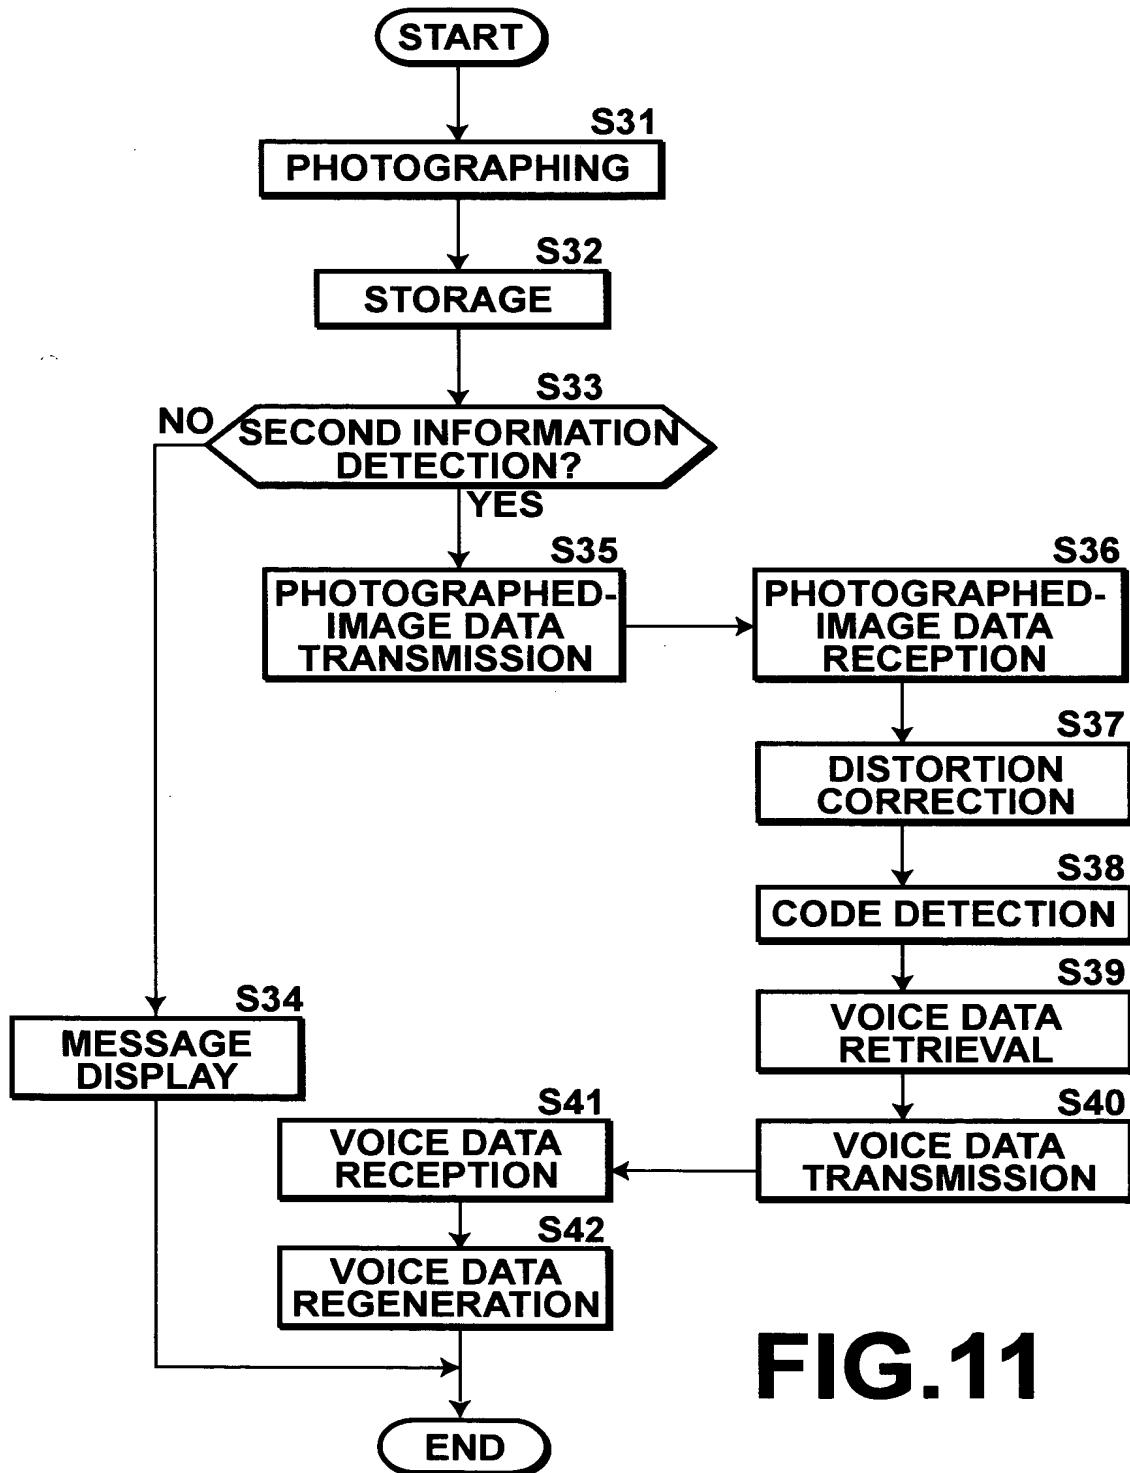 START
S31
PHOTOGRAPHING
S32
STORAGE
S33
NO
SECOND INFORMATION
DETECTION?
YES
S35
PHOTOGRAPHED-
IMAGE DATA
TRANSMISSION
S36
PHOTOGRAPHED-
IMAGE DATA
RECEPTION
S37
DISTORTION
CORRECTION
S38
CODE DETECTION
S39
VOICE DATA
RETRIEVAL
S34
MESSAGE
DISPLAY
S40
VOICE DATA
TRANSMISSION
S41
VOICE DATA
RECEPTION
S42
VOICE DATA
REGENERATION
FIG.11
END